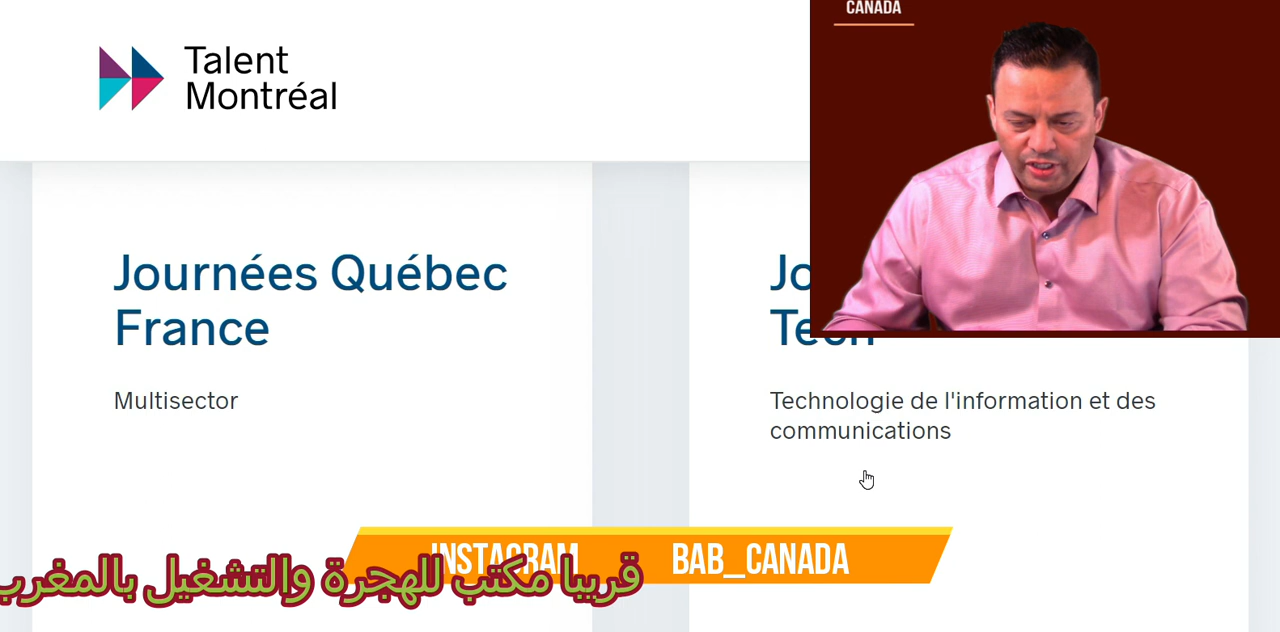 CANADA
Talent
Montréal
Journées Québec
France
Multisector
Technologie de l'information et des
communications
INSTAGRAM BAB_CANADA
قريبا مكتب للهجرة والتشغيل بالمغرب